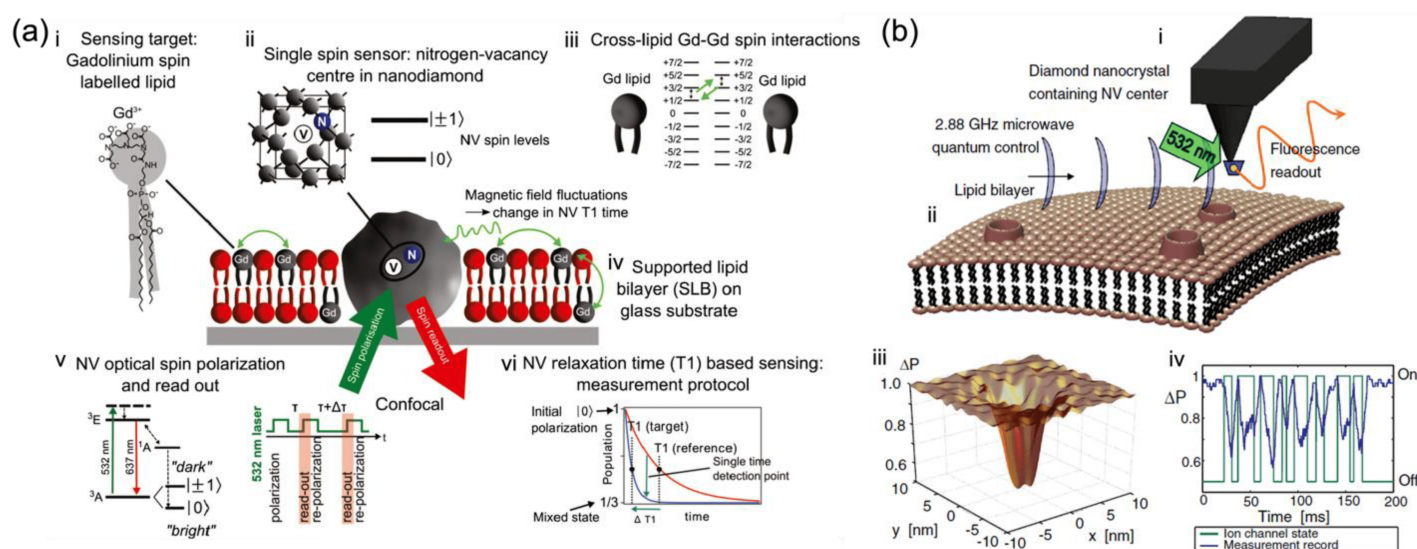 (a)
i
Sensing target:
Gadolinium spin
labelled lipid
Gd³⁺
ii
Single spin sensor: nitrogen-vacancy
centre in nanodiamond
V
N
|±1⟩
NV spin levels
|0⟩
iii
Cross-lipid Gd-Gd spin interactions
Gd lipid
+7/2
+5/2
+3/2
+1/2
0
-1/2
-3/2
-5/2
-7/2
+7/2
+5/2
+3/2
+1/2
0
-1/2
-3/2
-5/2
-7/2
Gd lipid
Magnetic field fluctuations
→ change in NV T1 time
Gd
Gd
Gd
V
N
Gd
Gd
Gd
iv
Supported lipid
bilayer (SLB) on
glass substrate
Spin polarisation
Spin readout
Confocal
v
NV optical spin polarization
and read out
³E
¹A
532 nm
637 nm
"dark"
|±1⟩
³A
|0⟩
"bright"
532 nm laser
τ
τ+Δτ
t
polarization
read-out
re-polarization
read-out
re-polarization
vi
NV relaxation time (T1) based sensing:
measurement protocol
Initial
polarization
|0⟩
1
T1 (target)
T1 (reference)
Population
Single time
detection point
1/3
Mixed state
Δ T1
time
(b)
i
Diamond nanocrystal
containing NV center
2.88 GHz microwave
quantum control
532 nm
Fluorescence
readout
Lipid bilayer
ii
iii
ΔP
1.0
0.8
0.6
10
5
0
-5
-10
y [nm]
-10
-5
0
5
10
x [nm]
iv
ΔP
1
0.8
0.6
On
Off
0
50
100
150
200
Time [ms]
Ion channel state
Measurement record